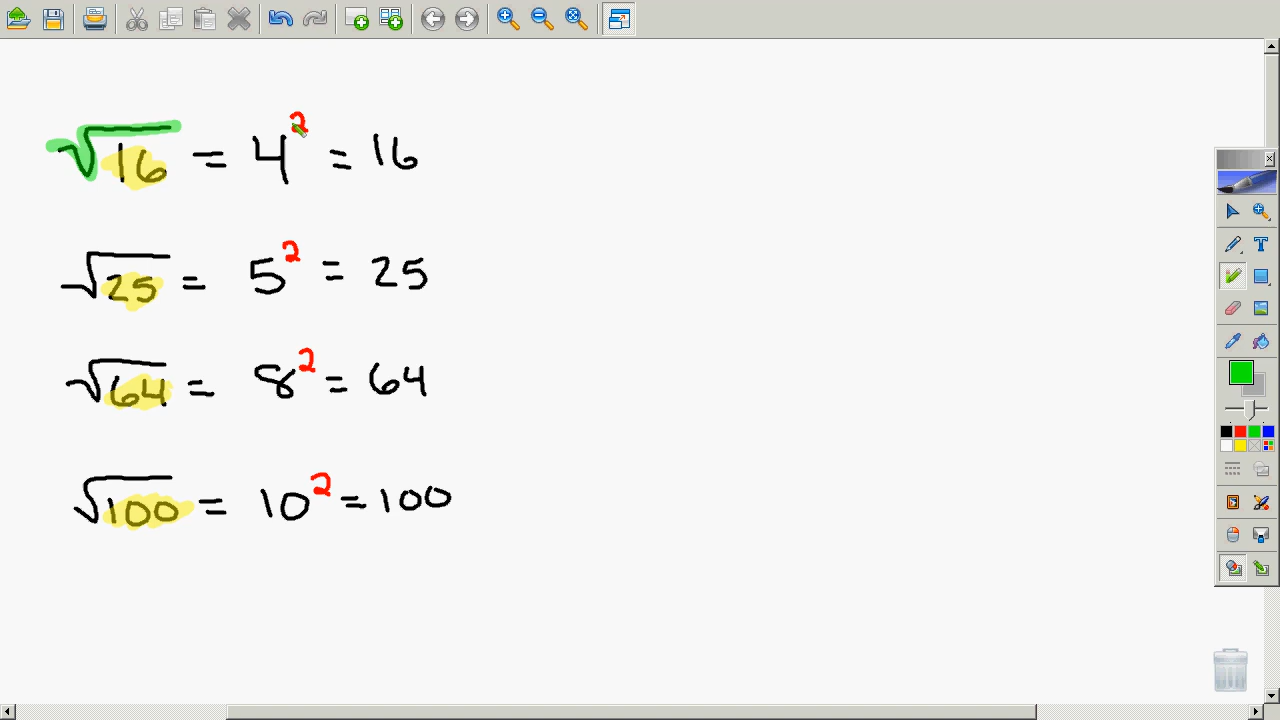 √16 = 4² = 16
√25 = 5² = 25
√64 = 8² = 64
√100 = 10² = 100